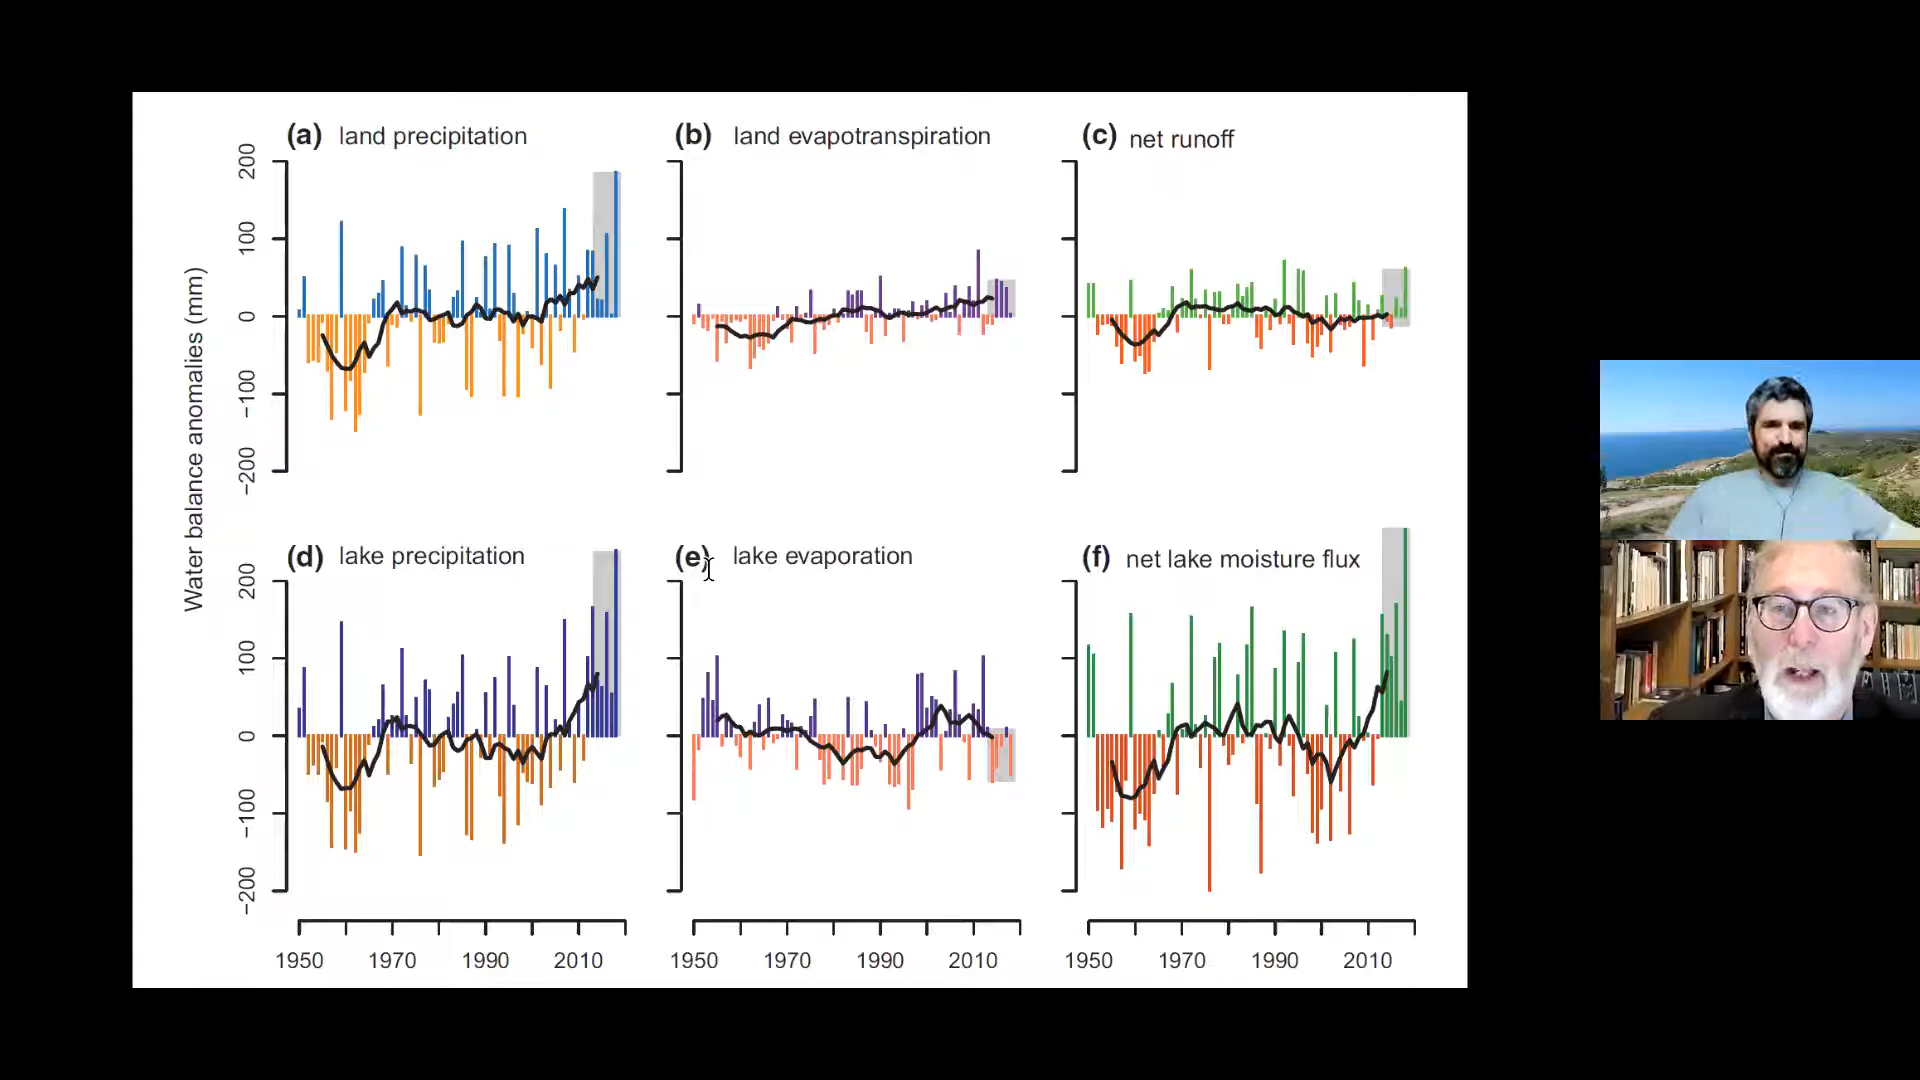 (a) land precipitation
(b) land evapotranspiration
(c) net runoff
Water balance anomalies (mm)
200
100
0
−100
−200
(d) lake precipitation
(e) lake evaporation
(f) net lake moisture flux
200
100
0
−100
−200
1950 1970 1990 2010
1950 1970 1990 2010
1950 1970 1990 2010